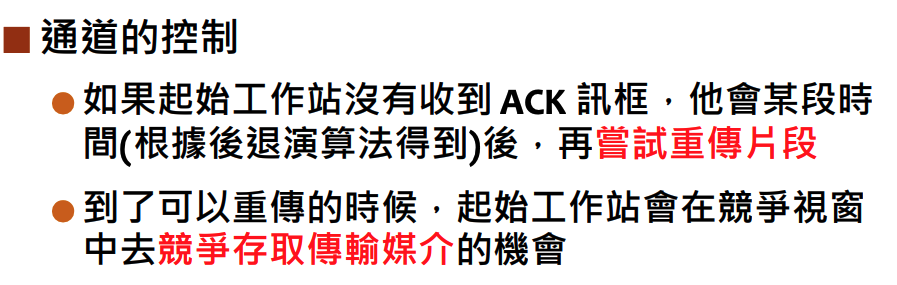 通道的控制
如果起始工作站沒有收到 ACK 訊框，他會某段時
間(根據後退演算法得到)後，再嘗試重傳片段
到了可以重傳的時候，起始工作站會在競爭視窗
中去競爭存取傳輸媒介的機會